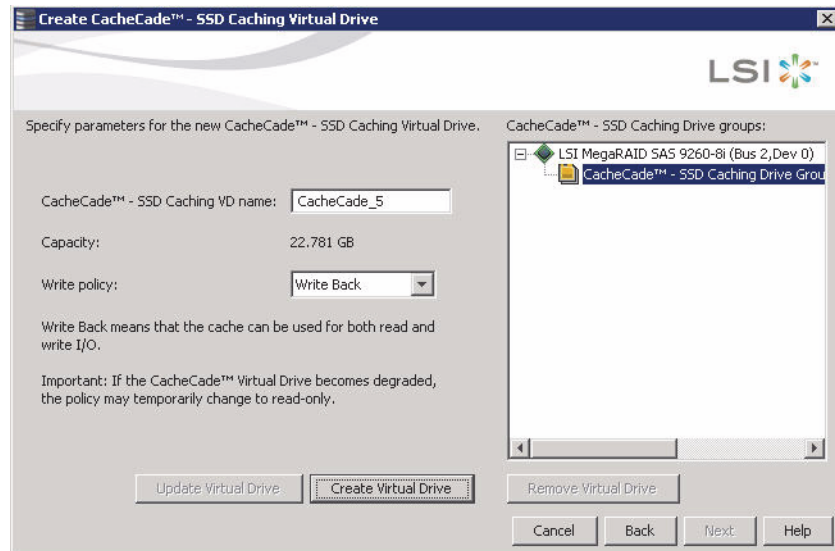 Create CacheCade™ - SSD Caching Virtual Drive
LSI
Specify parameters for the new CacheCade™ - SSD Caching Virtual Drive.
CacheCade™ - SSD Caching VD name: CacheCade_5
Capacity: 22.781 GB
Write policy: Write Back
Write Back means that the cache can be used for both read and
write I/O.
Important: If the CacheCade™ Virtual Drive becomes degraded,
the policy may temporarily change to read-only.
CacheCade™ - SSD Caching Drive groups:
LSI MegaRAID SAS 9260-8i (Bus 2,Dev 0)
CacheCade™ - SSD Caching Drive Grou
Update Virtual Drive
Create Virtual Drive
Remove Virtual Drive
Cancel
Back
Next
Help